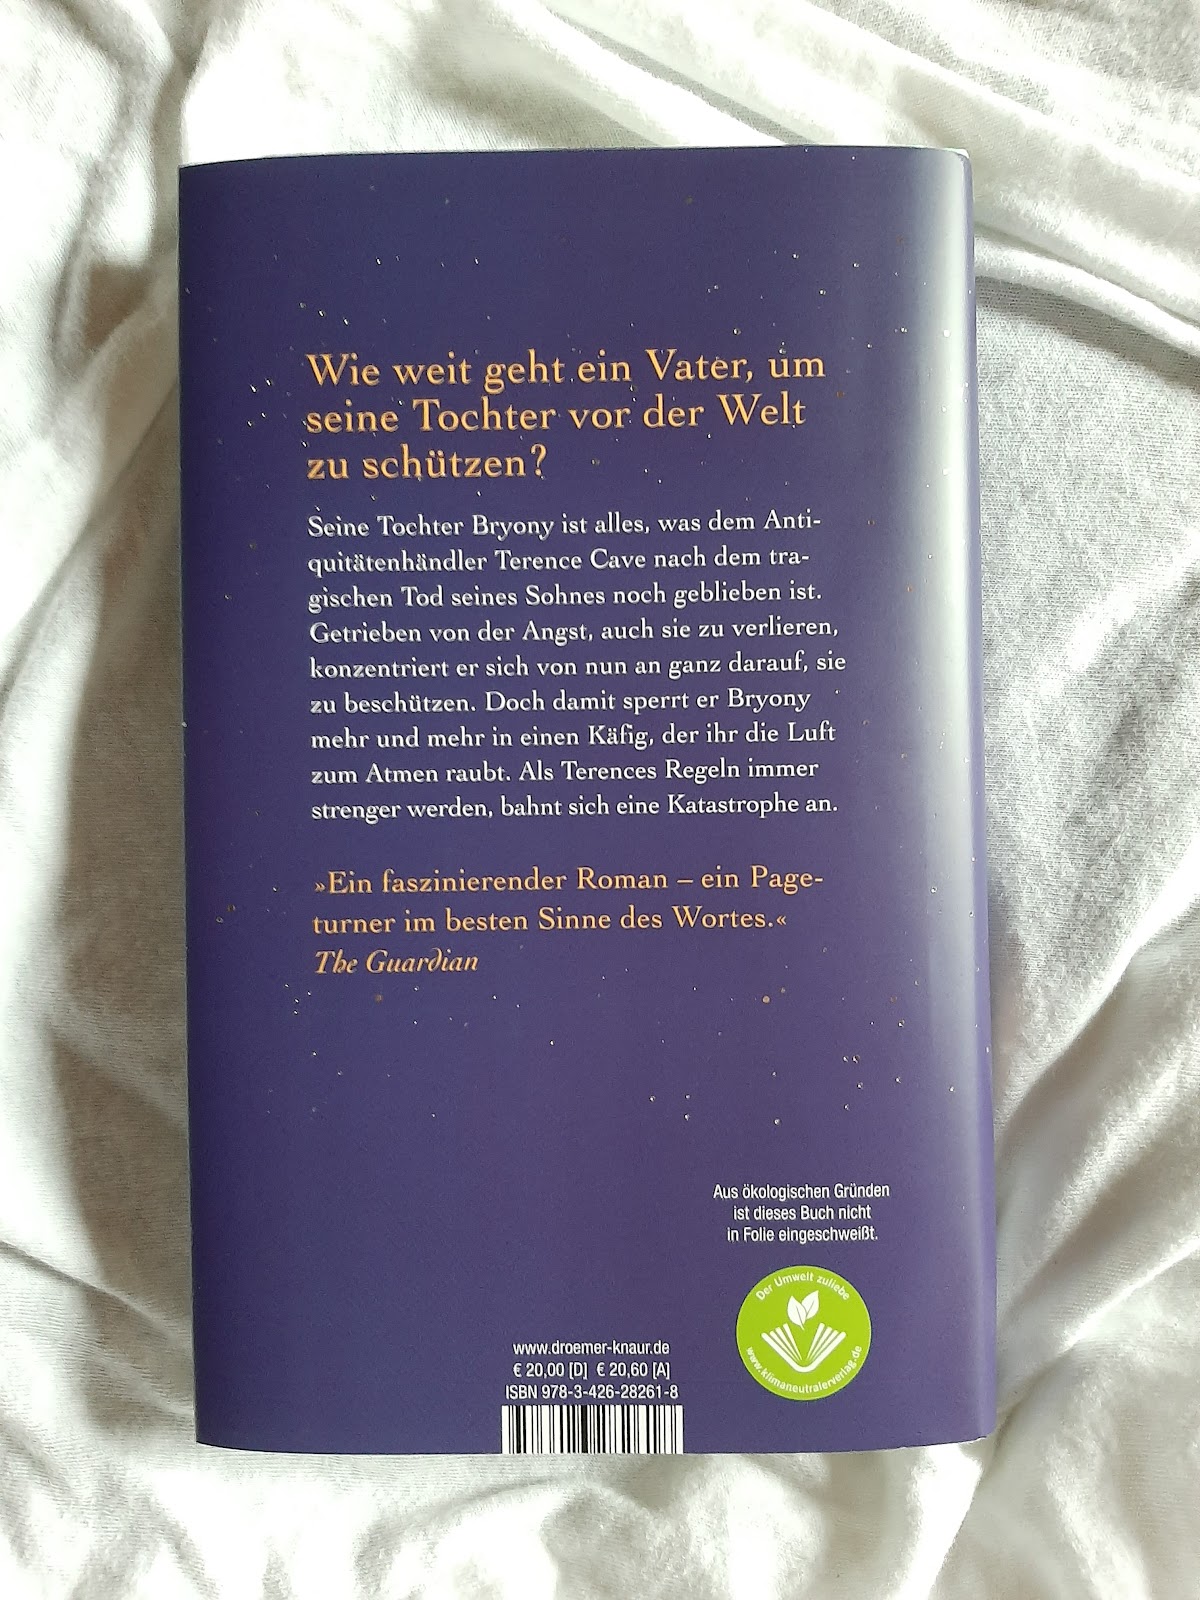 Wie weit geht ein Vater, um
seine Tochter vor der Welt
zu schützen?
Seine Tochter Bryony ist alles, was dem Anti-
quitätenhändler Terence Cave nach dem tra-
gischen Tod seines Sohnes noch geblieben ist.
Getrieben von der Angst, auch sie zu verlieren,
konzentriert er sich von nun an ganz darauf, sie
zu beschützen. Doch damit sperrt er Bryony
mehr und mehr in einen Käfig, der ihr die Luft
zum Atmen raubt. Als Terences Regeln immer
strenger werden, bahnt sich eine Katastrophe an.
»Ein faszinierender Roman – ein Page-
turner im besten Sinne des Wortes.«
The Guardian
Aus ökologischen Gründen
ist dieses Buch nicht
in Folie eingeschweißt.
Der Umwelt zuliebe
www.klimaneutralerverlag.de
www.droemer-knaur.de
€ 20,00 [D] € 20,60 [A]
ISBN 978-3-426-28261-8